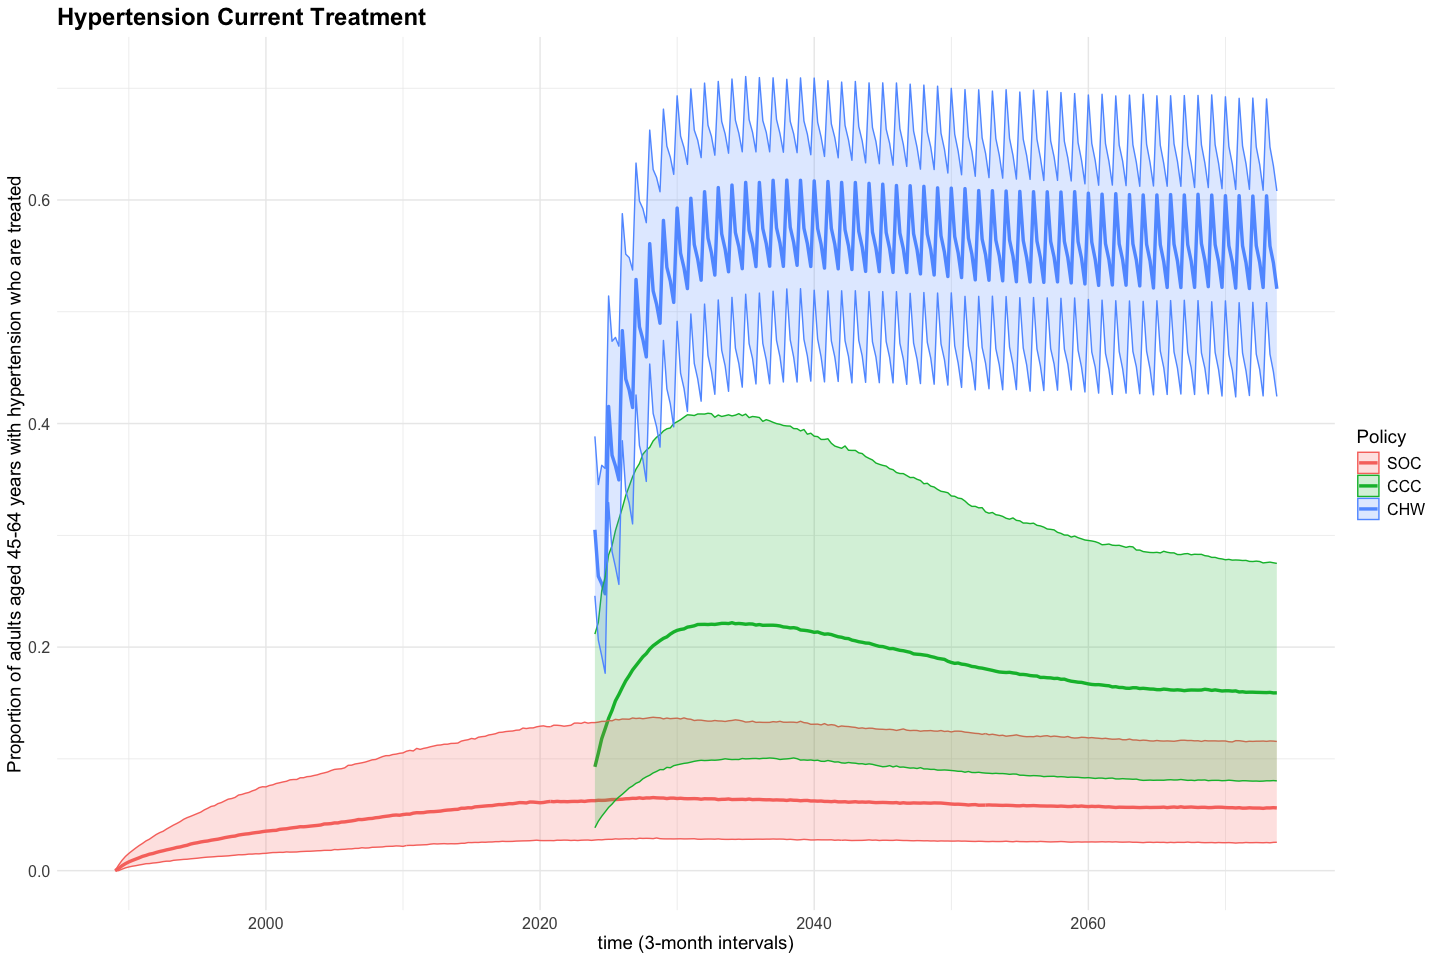 Hypertension Current Treatment
Proportion of adults aged 45-64 years with hypertension who are treated
0.6
0.4
0.2
0.0
2000
2020
2040
2060
time (3-month intervals)
Policy
SOC
CCC
CHW